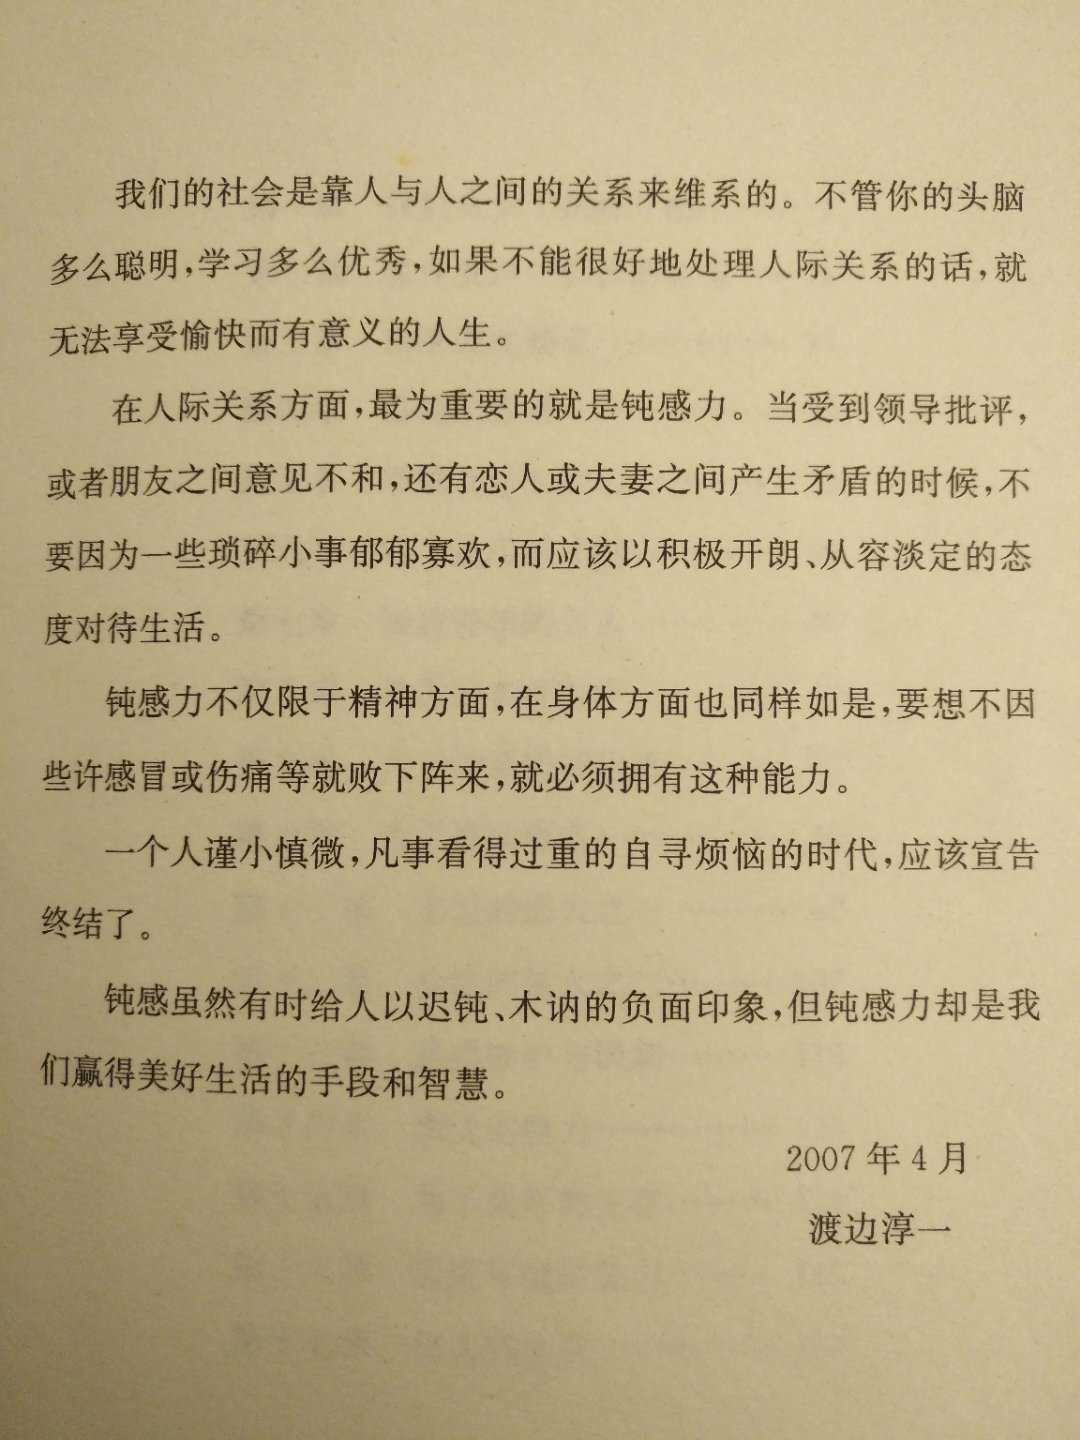 我们的社会是靠人与人之间的关系来维系的。不管你的头脑
多么聪明,学习多么优秀,如果不能很好地处理人际关系的话,就
无法享受愉快而有意义的人生。
在人际关系方面,最为重要的就是钝感力。当受到领导批评,
或者朋友之间意见不和,还有恋人或夫妻之间产生矛盾的时候,不
要因为一些琐碎小事郁郁寡欢,而应该以积极开朗、从容淡定的态
度对待生活。
钝感力不仅限于精神方面,在身体方面也同样如是,要想不因
些许感冒或伤痛等就败下阵来,就必须拥有这种能力。
一个人谨小慎微,凡事看得过重的自寻烦恼的时代,应该宣告
终结了。
钝感虽然有时给人以迟钝、木讷的负面印象,但钝感力却是我
们赢得美好生活的手段和智慧。
2007 年 4 月
渡边淳一